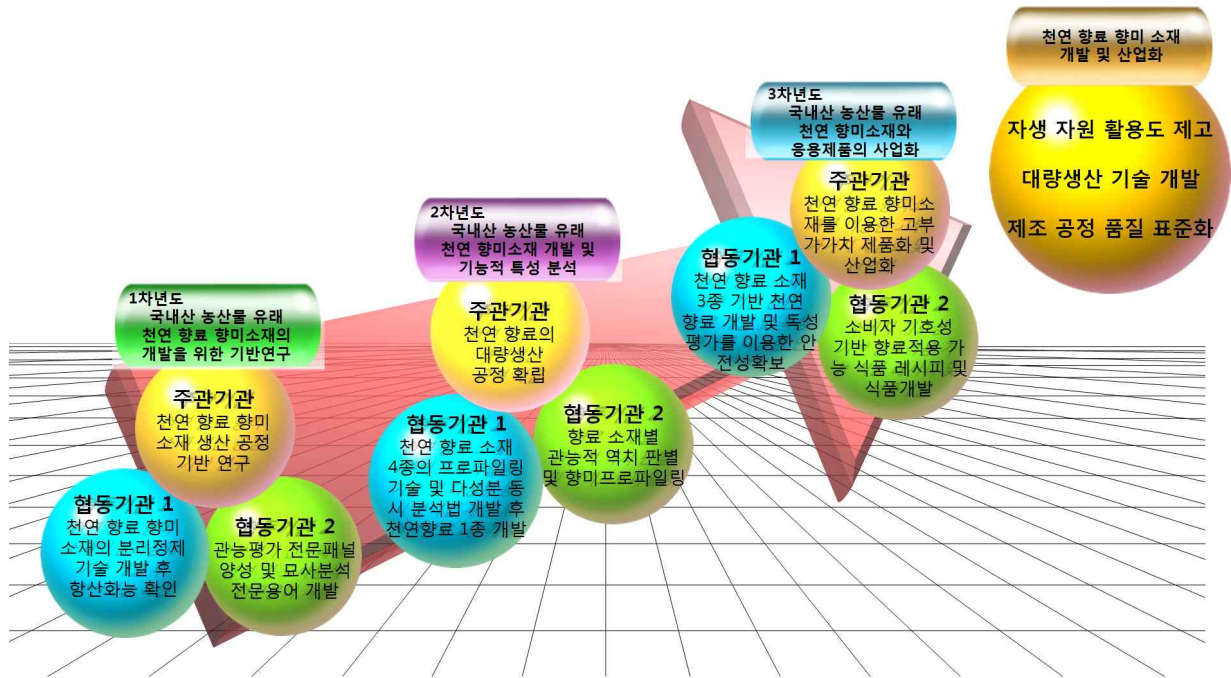 1차년도
국내산 농산물 유래
천연 향료 향미소재의
개발을 위한 기반연구
주관기관
천연 향료 향미
소재 생산 공정
기반 연구
협동기관 1
천연 향료 향미
소재의 분리정제
기술 개발 후
항산화능 확인
협동기관 2
관능평가 전문패널
양성 및 묘사분석
전문용어 개발
2차년도
국내산 농산물 유래
천연 향미소재 개발 및
기능적 특성 분석
주관기관
천연 향료의
대량생산
공정 확립
협동기관 1
천연 향료 소재
4종의 프로파일링
기술 및 다성분 동
시 분석법 개발 후
천연향료 1종 개발
협동기관 2
향료 소재별
관능적 역치 판별
및 향미프로파일링
3차년도
국내산 농산물 유래
천연 향미소재와
응용제품의 사업화
주관기관
천연 향료 향미소
재를 이용한 고부
가가치 제품화 및
산업화
협동기관 1
천연 향료 소재
3종 기반 천연
향료 개발 및 독성
평가를 이용한 안
전성확보
협동기관 2
소비자 기호성
기반 향료적용 가
능 식품 레시피 및
식품개발
천연 향료 향미 소재
개발 및 산업화
자생 자원 활용도 제고
대량생산 기술 개발
제조 공정 품질 표준화